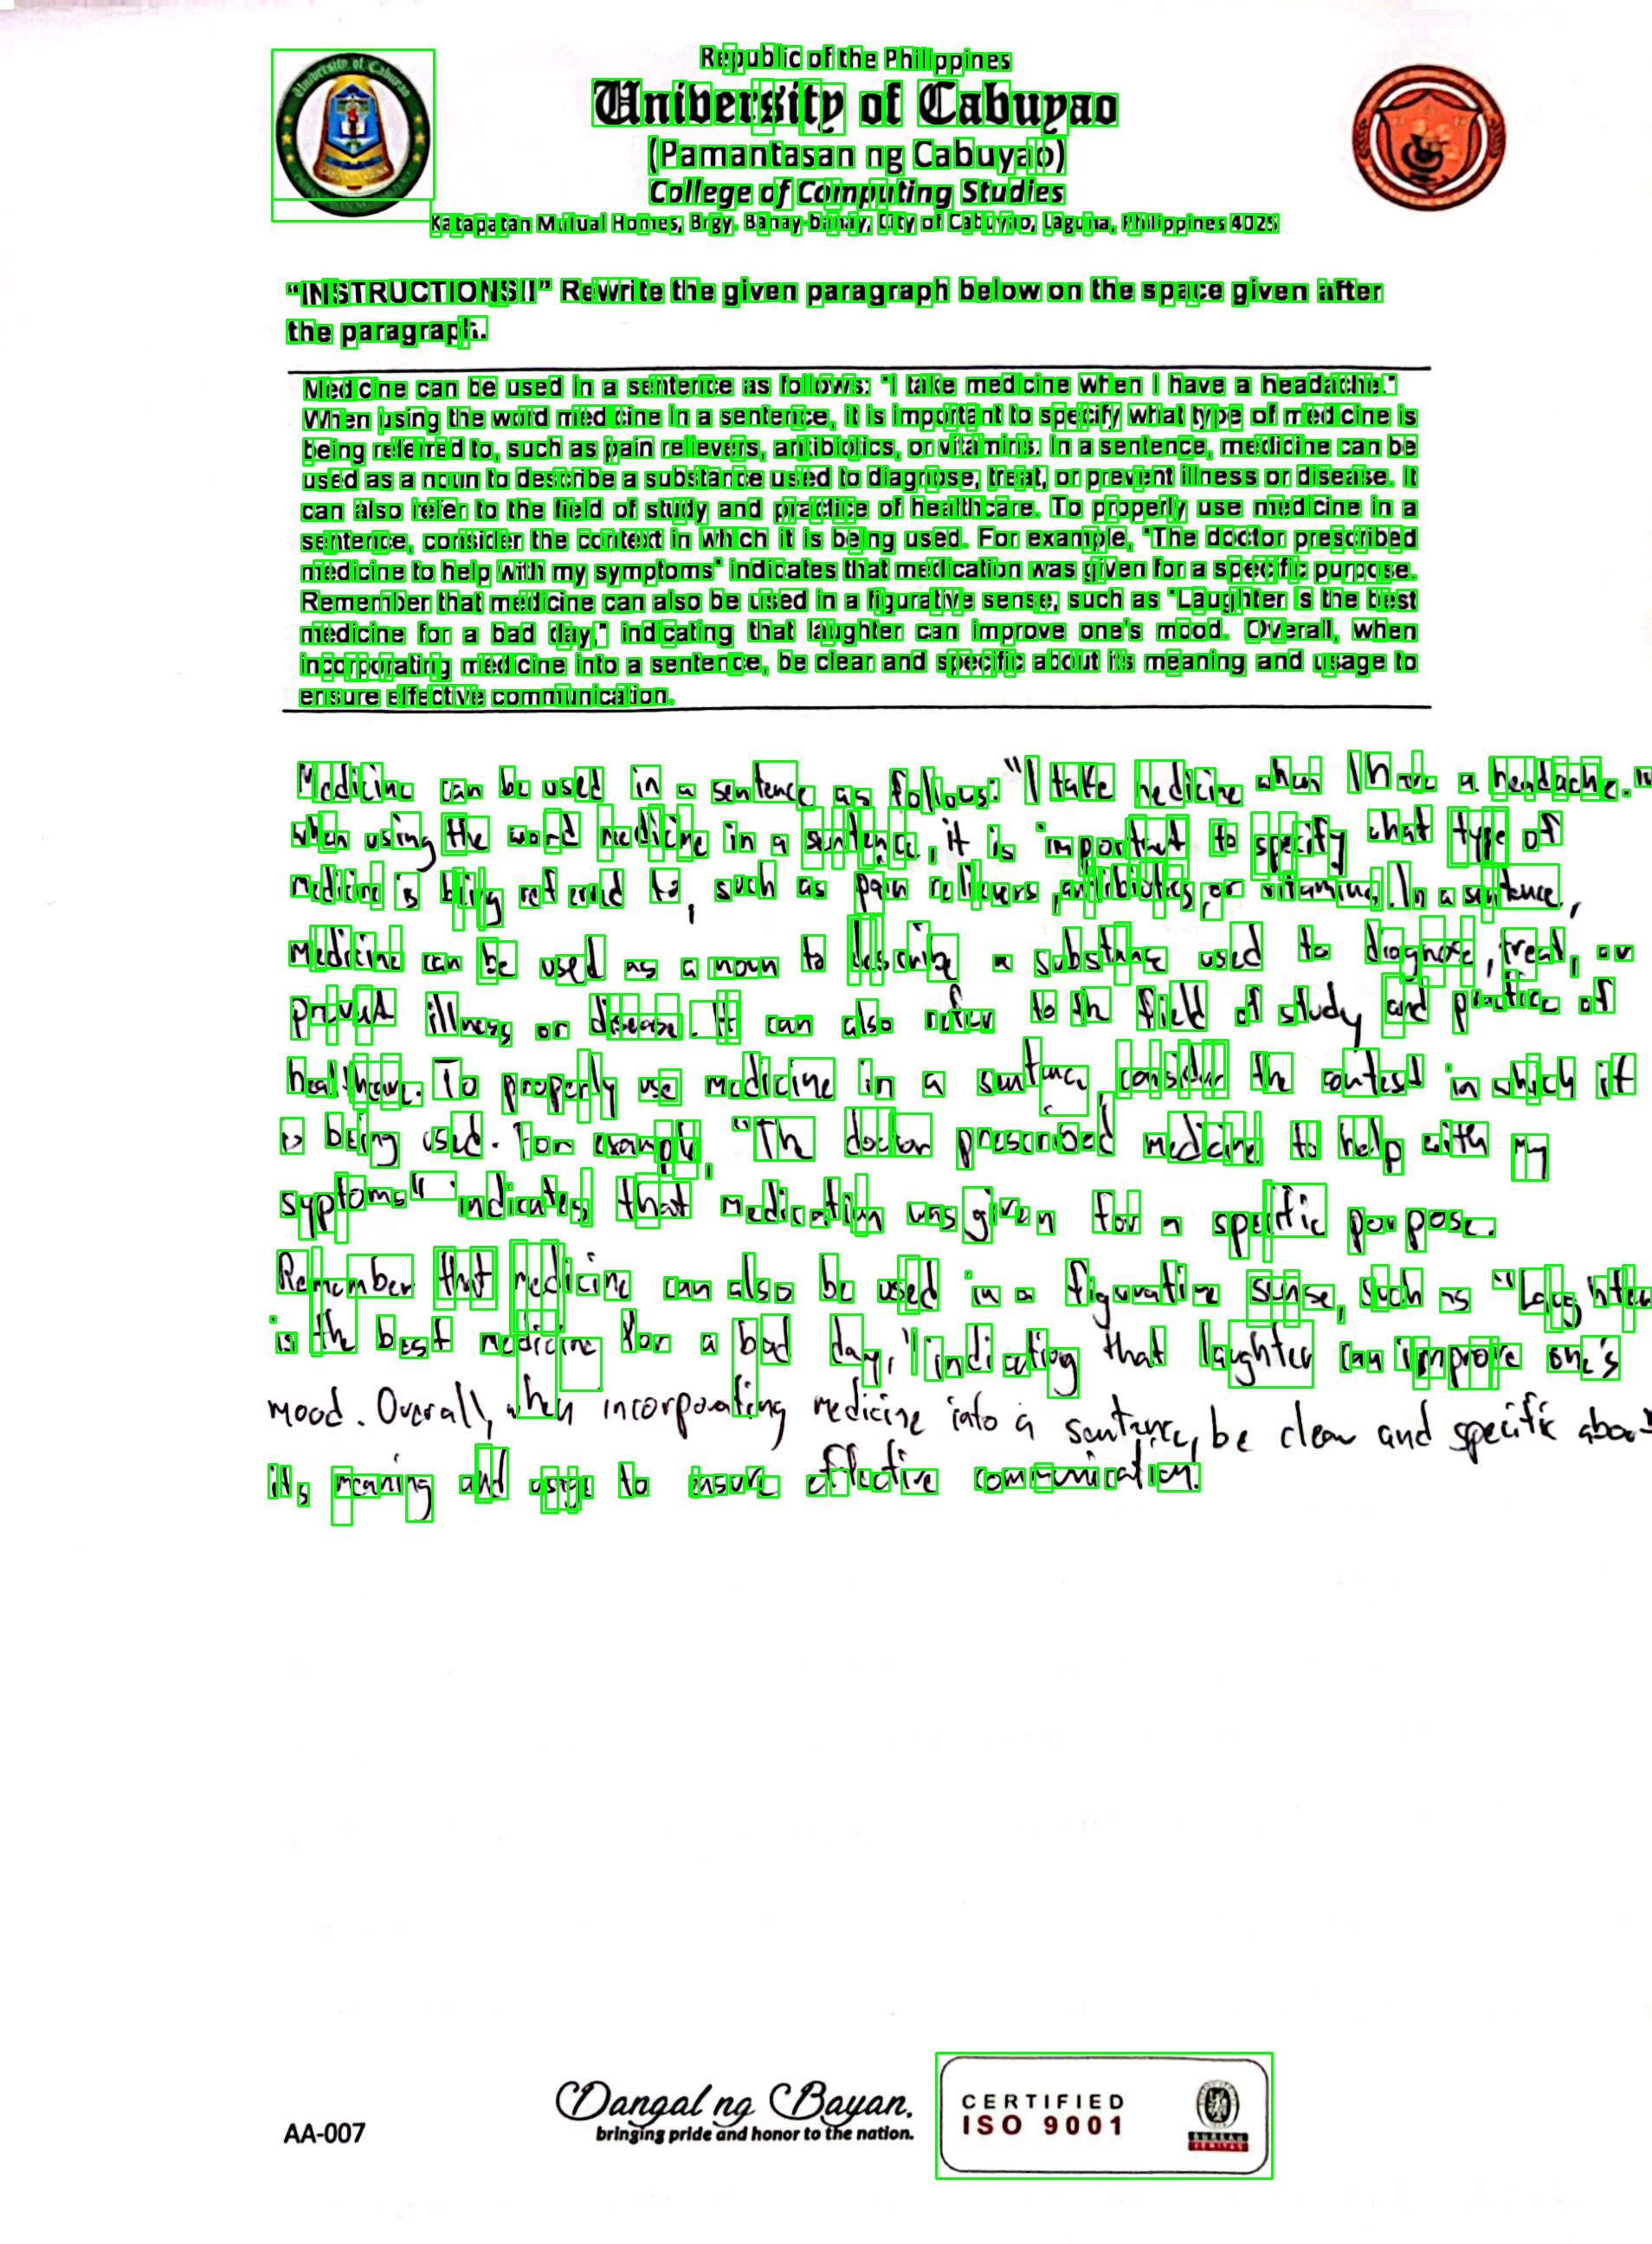 Republic of the Philippines
University of Cabuyao
(Pamantasan ng Cabuyao)
College of Computing Studies
Katapatan Mutual Homes, Brgy. Banay-banay, City of Cabuyao, Laguna, Philippines 4025
“INSTRUCTIONS!!” Rewrite the given paragraph below on the space given after
the paragraph.
Medicine can be used in a sentence as follows: "I take medicine when I have a headache."
When using the word medicine in a sentence, it is important to specify what type of medicine is
being referred to, such as pain relievers, antibiotics, or vitamins. In a sentence, medicine can be
used as a noun to describe a substance used to diagnose, treat, or prevent illness or disease. It
can also refer to the field of study and practice of healthcare. To properly use medicine in a
sentence, consider the context in which it is being used. For example, "The doctor prescribed
medicine to help with my symptoms" indicates that medication was given for a specific purpose.
Remember that medicine can also be used in a figurative sense, such as "Laughter is the best
medicine for a bad day," indicating that laughter can improve one's mood. Overall, when
incorporating medicine into a sentence, be clear and specific about its meaning and usage to
ensure effective communication.
Medicine can be used in a sentence as follows: "I take medicine when I have a headache."
when using the word medicine in a sentence, it is important to specify what type of
medicine is being refered to, such as pain relievers, antibiotics, or vitamins. In a sentence,
medicine can be used as a noun to describe a substance used to diagnose, treat, or
prevent illness or disease. It can also refer to the field of study and practice of
healthcare. To properly use medicine in a sentence, consider the contest in which it
is being used. For example, "The doctor prescribed medicine to help with my
syptoms" indicates that medication was given for a specific purpose.
Remember that medicine can also be used in a figurative sense, such as "Laughter
is the best medicine for a bad day," indicating that laughter can improve one's
mood. Overall, when incorporating medicine into a sentence, be clear and specific about
its meaning and usage to insure effective communication.
Dangal ng Bayan.
bringing pride and honor to the nation.
CERTIFIED
ISO 9001
BUREAU
VERITAS
AA-007